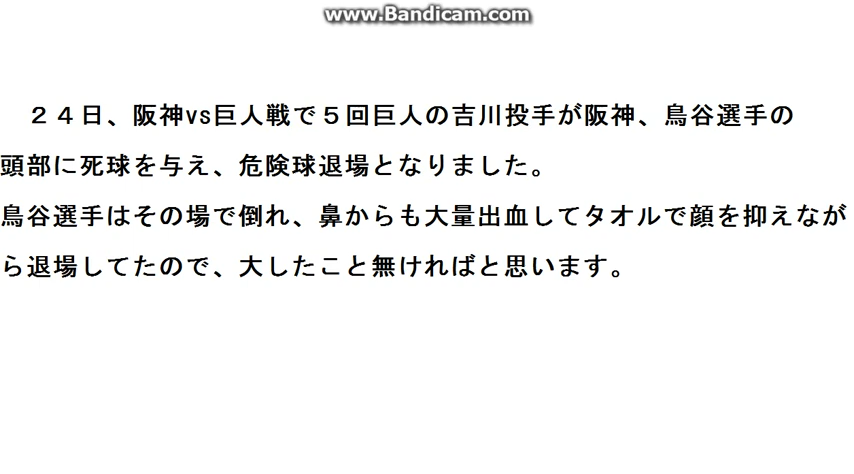 www.Bandicam.com
２４日、阪神vs巨人戦で５回巨人の吉川投手が阪神、鳥谷選手の
頭部に死球を与え、危険球退場となりました。
鳥谷選手はその場で倒れ、鼻からも大量出血してタオルで顔を抑えなが
ら退場してたので、大したこと無ければと思います。